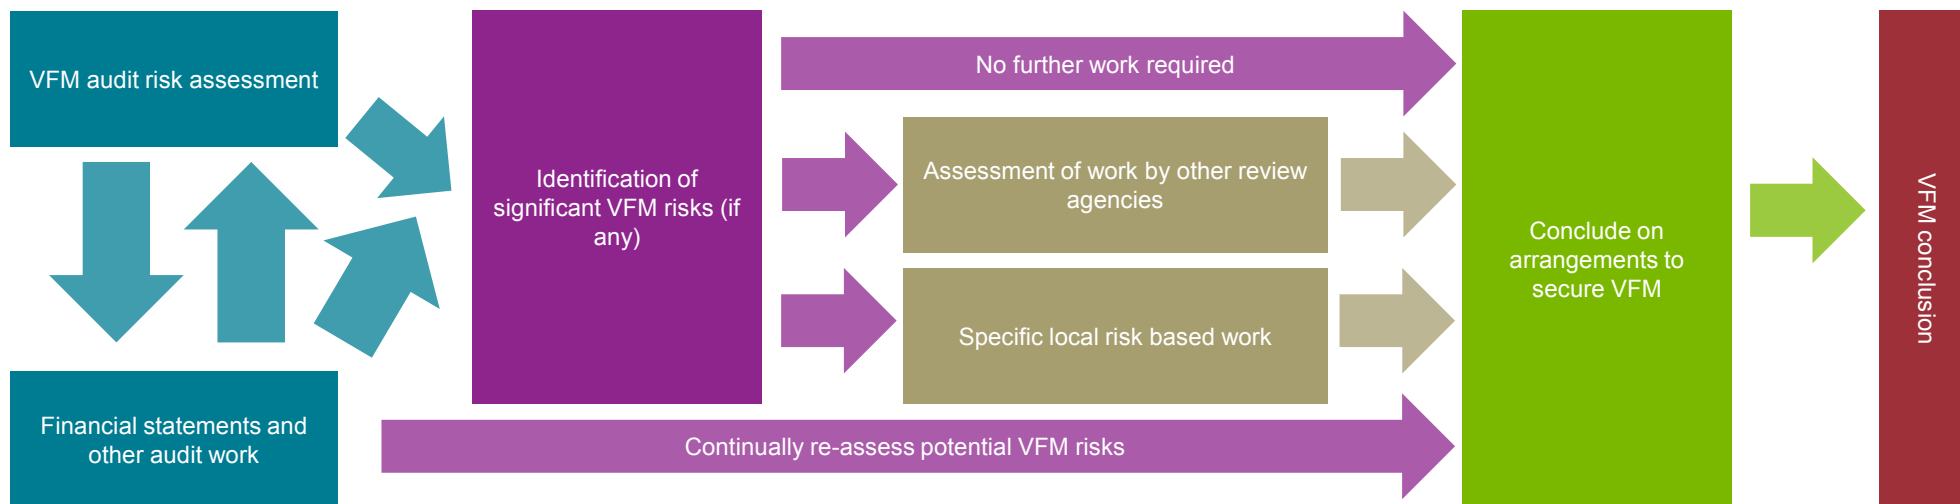 VFM audit risk assessment
Financial statements and
other audit work
Identification of
significant VFM risks (if
any)
No further work required
Assessment of work by other review
agencies
Specific local risk based work
Continually re-assess potential VFM risks
Conclude on
arrangements to
secure VFM
VFM conclusion